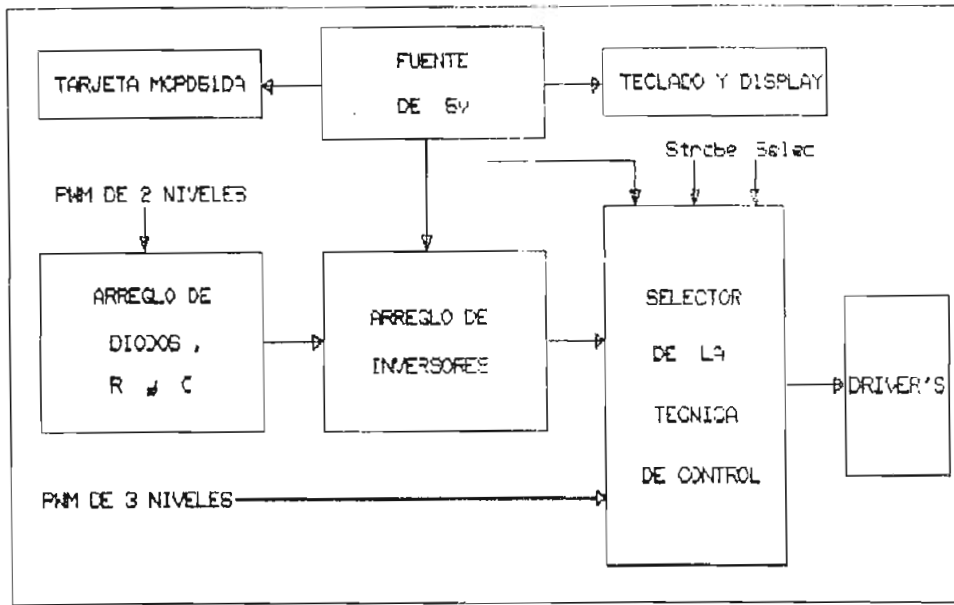 FUENTE
DE 5V
TARJETA MCPD51DA
TECLADO Y DISPLAY
Strobe Selec
PWM DE 2 NIVELES
ARREGLO DE
DIODOS ,
R y C
ARREGLO DE
INVERSORES
SELECTOR
DE LA
TECNICA
DE CONTROL
DRIVER'S
PWM DE 3 NIVELES